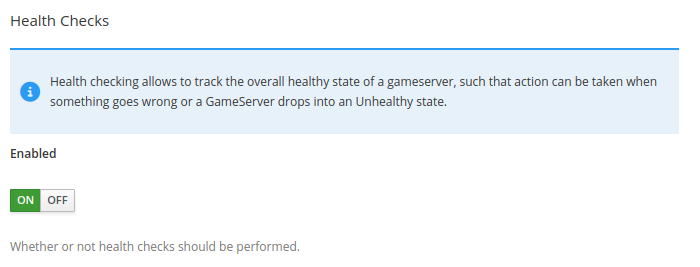 Health Checks
Health checking allows to track the overall healthy state of a gameserver, such that action can be taken when
something goes wrong or a GameServer drops into an Unhealthy state.
Enabled
ON OFF
Whether or not health checks should be performed.